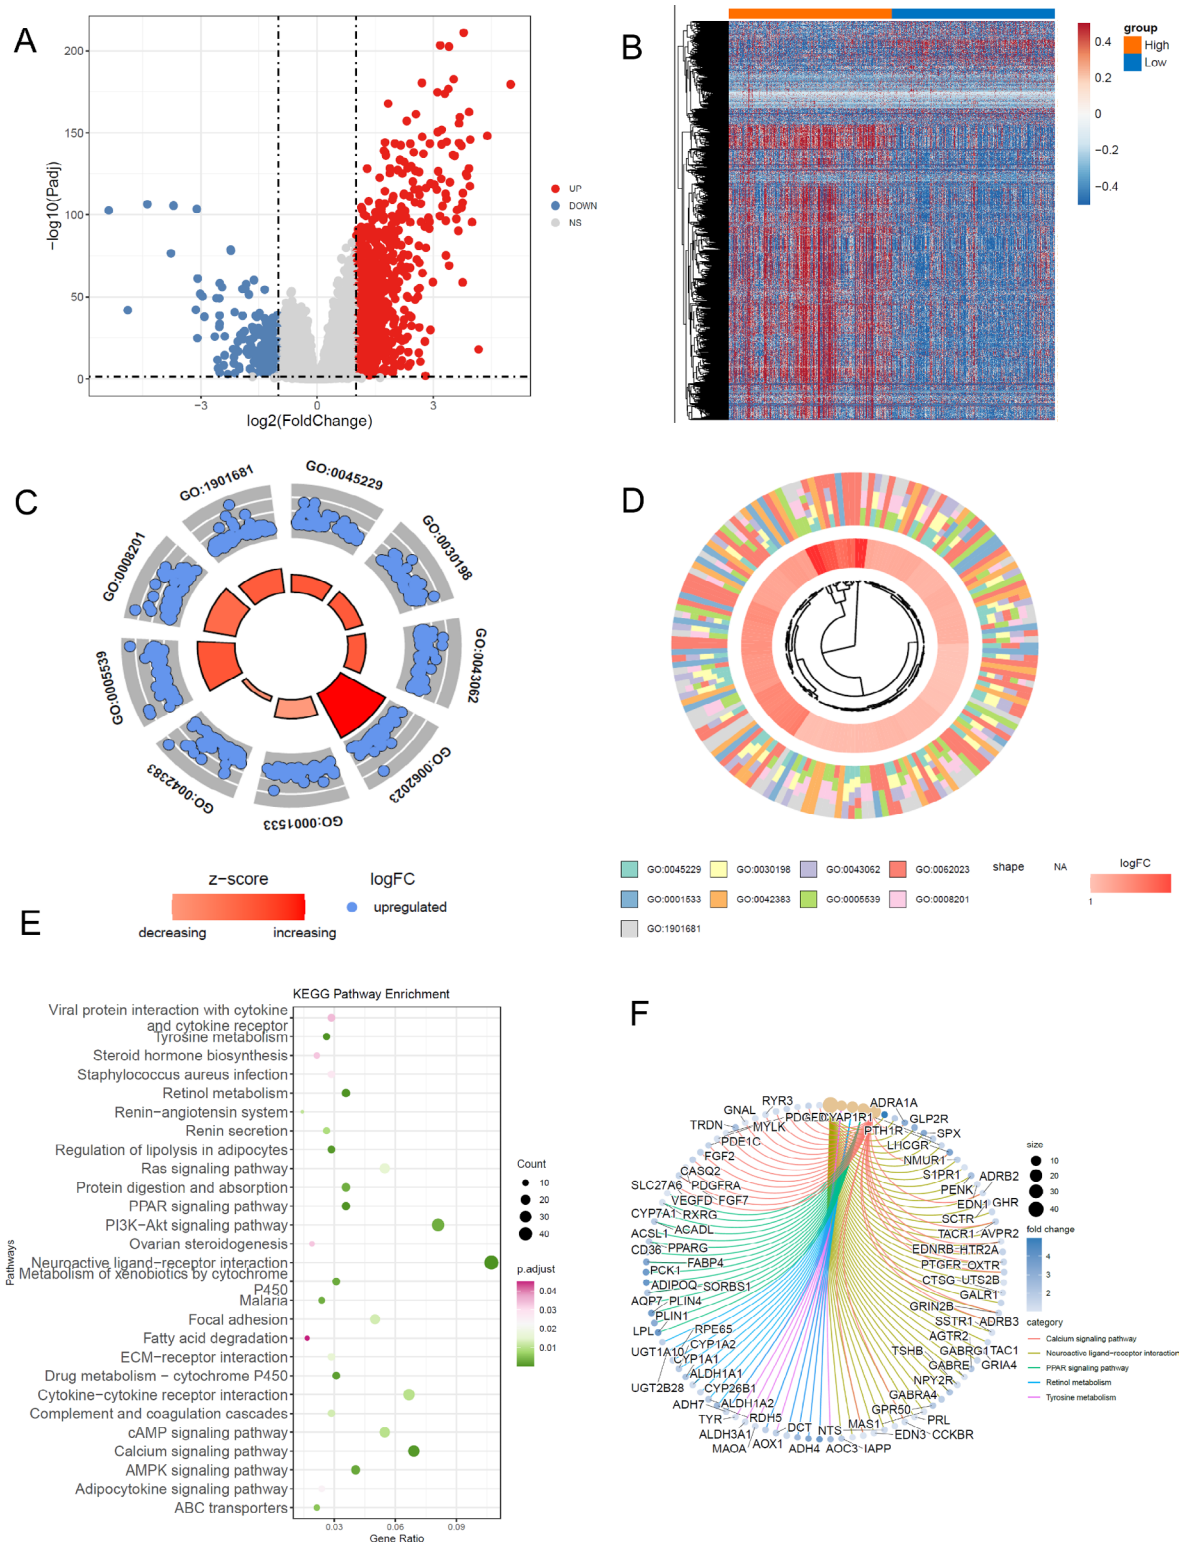 A
200
150
100
50
0
−log10(Padj)
−3
0
3
log2(FoldChange)
UP
DOWN
NS
B
0.4
0.2
0
−0.2
−0.4
group
High
Low
C
GO:1901681
GO:0045229
GO:0030198
GO:0043062
GO:0062023
GO:0001533
GO:0042383
GO:0005539
GO:0008201
z−score
decreasing
increasing
logFC
upregulated
D
GO:0045229
GO:0030198
GO:0043062
GO:0062023
GO:0001533
GO:0042383
GO:0005539
GO:0008201
GO:1901681
shape
NA
logFC
1
E
KEGG Pathway Enrichment
Viral protein interaction with cytokine
and cytokine receptor
Tyrosine metabolism
Steroid hormone biosynthesis
Staphylococcus aureus infection
Retinol metabolism
Renin−angiotensin system
Renin secretion
Regulation of lipolysis in adipocytes
Ras signaling pathway
Protein digestion and absorption
PPAR signaling pathway
PI3K−Akt signaling pathway
Ovarian steroidogenesis
Neuroactive ligand−receptor interaction
Metabolism of xenobiotics by cytochrome
P450
Malaria
Focal adhesion
Fatty acid degradation
ECM−receptor interaction
Drug metabolism − cytochrome P450
Cytokine−cytokine receptor interaction
Complement and coagulation cascades
cAMP signaling pathway
Calcium signaling pathway
AMPK signaling pathway
Adipocytokine signaling pathway
ABC transporters
Pathways
0.03
0.06
0.09
Gene Ratio
Count
10
20
30
40
p.adjust
0.04
0.03
0.02
0.01
F
RYR3
GNAL
TRDN
MYLK
PDE1C
FGF2
CASQ2
SLC27A6
PDGFRA
VEGFD
FGF7
CYP7A1
RXRG
ACSL1
ACADL
CD36
PPARG
FABP4
PCK1
ADIPOQ
SORBS1
AQP7
PLIN4
PLIN1
LPL
RPE65
UGT1A10
CYP1A2
CYP1A1
ALDH1A1
UGT2B28
CYP26B1
ADH7
ALDH1A2
TYR
RDH5
ALDH3A1
DCT
MAOA
AOX1
ADH4
NTS
AOC3
MAS1
IAPP
EDN3
CCKBR
PRL
GPR50
GABRA4
NPY2R
GABRE
GRIA4
TSHB
GABRG1
TAC1
AGTR2
SSTR1
ADRB3
GRIN2B
GALR1
CTSG
UTS2B
PTGFR
OXTR
EDNRB
HTR2A
TACR1
AVPR2
SCTR
EDN1
GHR
PENK
ADRB2
S1PR1
NMUR1
LHCGR
SPX
PTH1R
GLP2R
ADRA1A
size
10
20
30
40
fold change
4
3
2
category
Calcium signaling pathway
Neuroactive ligand−receptor interaction
PPAR signaling pathway
Retinol metabolism
Tyrosine metabolism